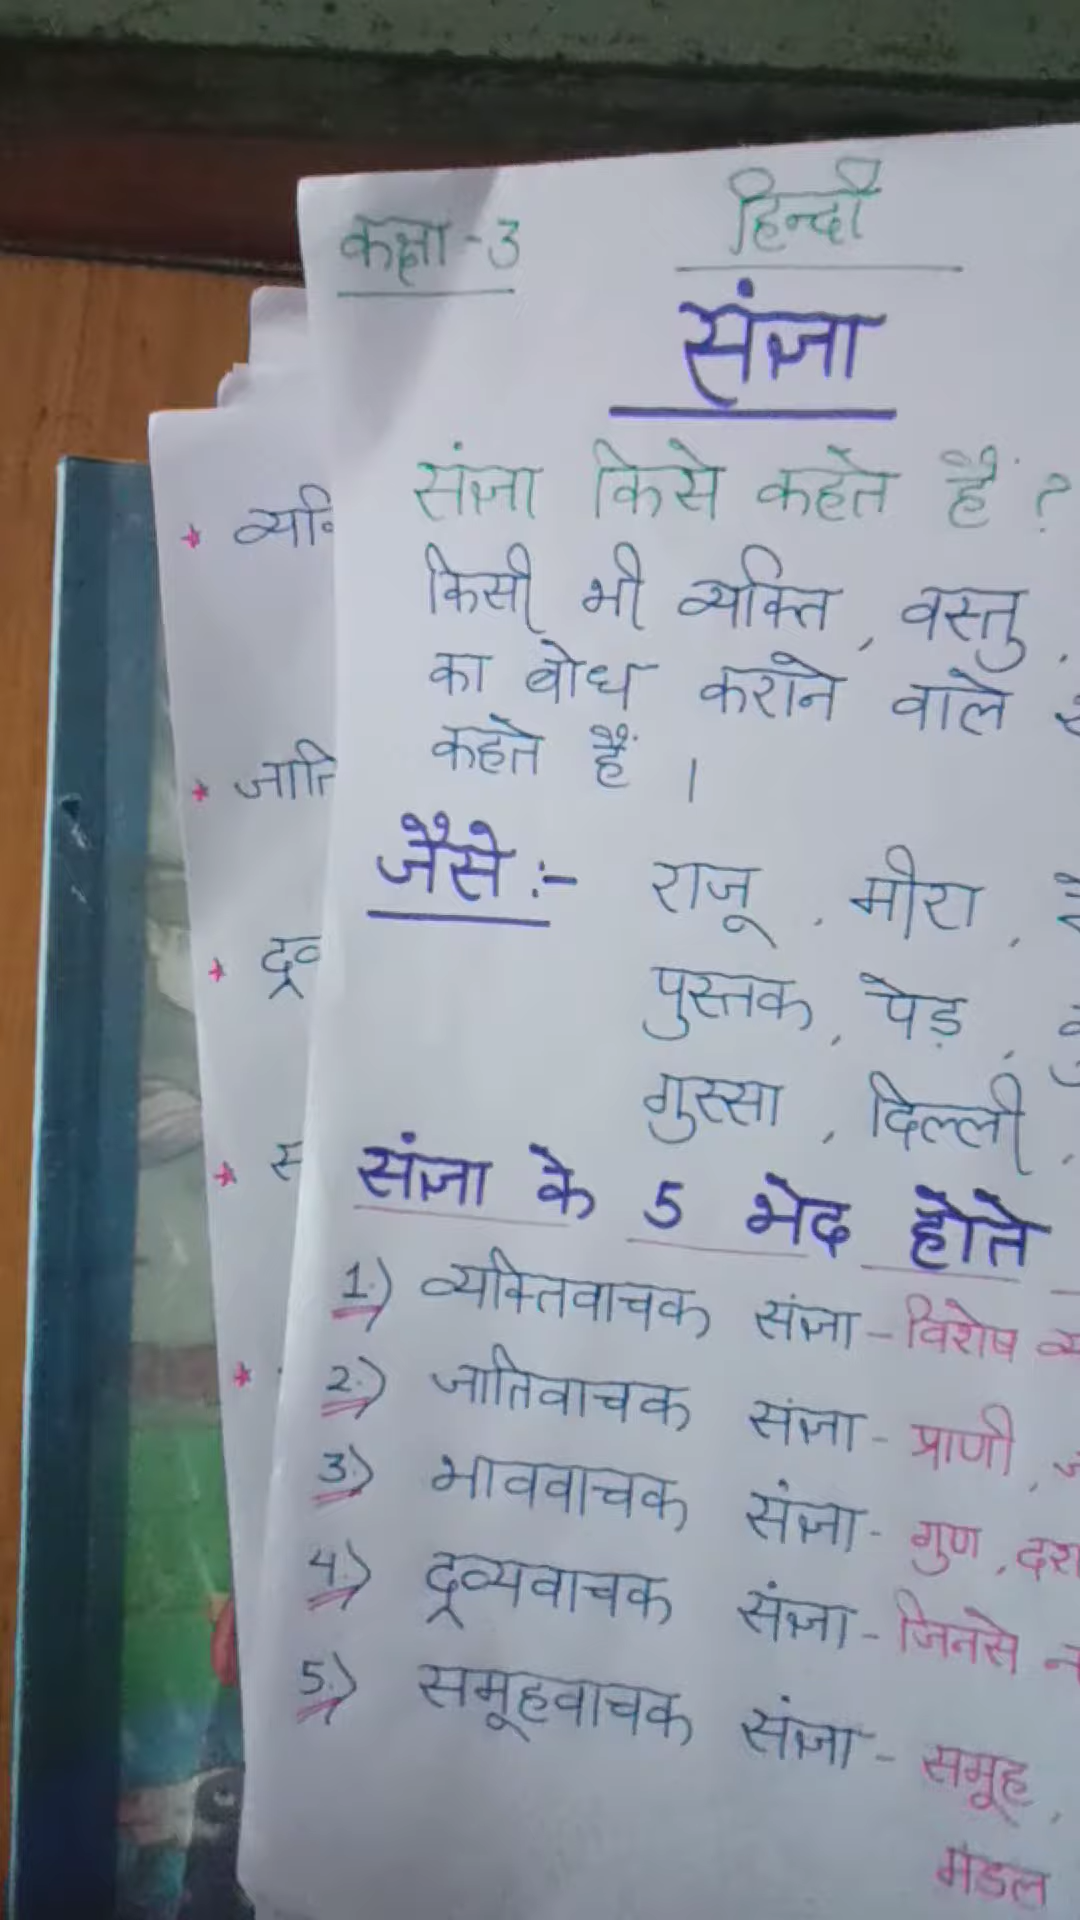 कक्षा-3
हिन्दी
संज्ञा
संज्ञा किसे कहते हैं ?
किसी भी व्यक्ति , वस्तु ,
का बोध कराने वाले
कहते हैं ।
जैसे :- राजू , मीरा ,
पुस्तक , पेड़ ,
गुस्सा , दिल्ली ,
संज्ञा के 5 भेद होते
1.) व्यक्तिवाचक संज्ञा - विशेष
2.) जातिवाचक संज्ञा - प्राणी ,
3.) भाववाचक संज्ञा - गुण ,
4.) द्रव्यवाचक संज्ञा - जिनसे
5.) समूहवाचक संज्ञा - समूह ,
मंडल